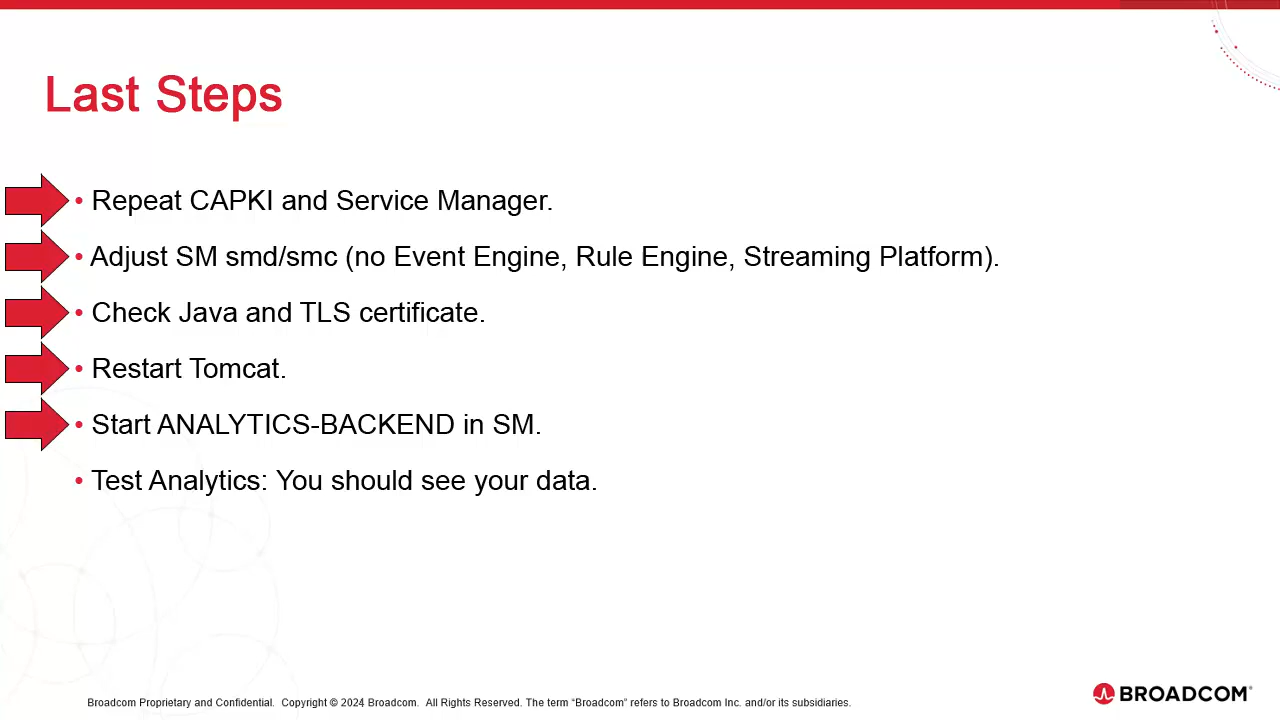 Last Steps
• Repeat CAPKI and Service Manager.
• Adjust SM smd/smc (no Event Engine, Rule Engine, Streaming Platform).
• Check Java and TLS certificate.
• Restart Tomcat.
• Start ANALYTICS-BACKEND in SM.
• Test Analytics: You should see your data.
Broadcom Proprietary and Confidential. Copyright © 2024 Broadcom. All Rights Reserved. The term “Broadcom” refers to Broadcom Inc. and/or its subsidiaries.
BROADCOM®